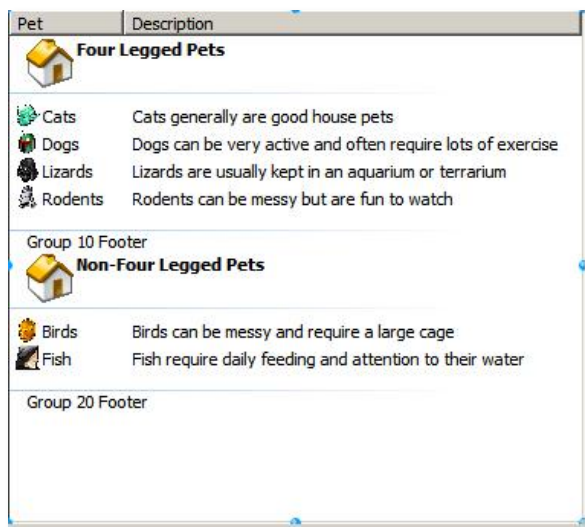 Pet Description
Four Legged Pets
Cats Cats generally are good house pets
Dogs Dogs can be very active and often require lots of exercise
Lizards Lizards are usually kept in an aquarium or terrarium
Rodents Rodents can be messy but are fun to watch
Group 10 Footer
Non-Four Legged Pets
Birds Birds can be messy and require a large cage
Fish Fish require daily feeding and attention to their water
Group 20 Footer